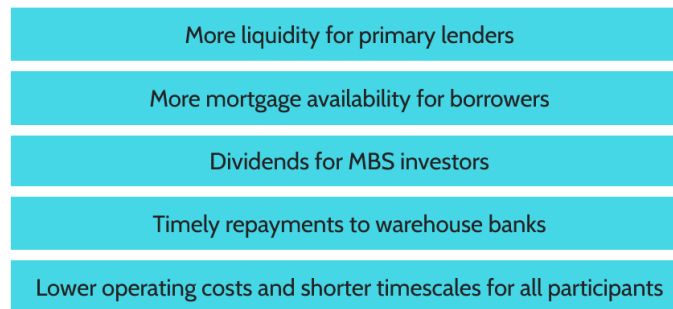 More liquidity for primary lenders
More mortgage availability for borrowers
Dividends for MBS investors
Timely repayments to warehouse banks
Lower operating costs and shorter timescales for all participants